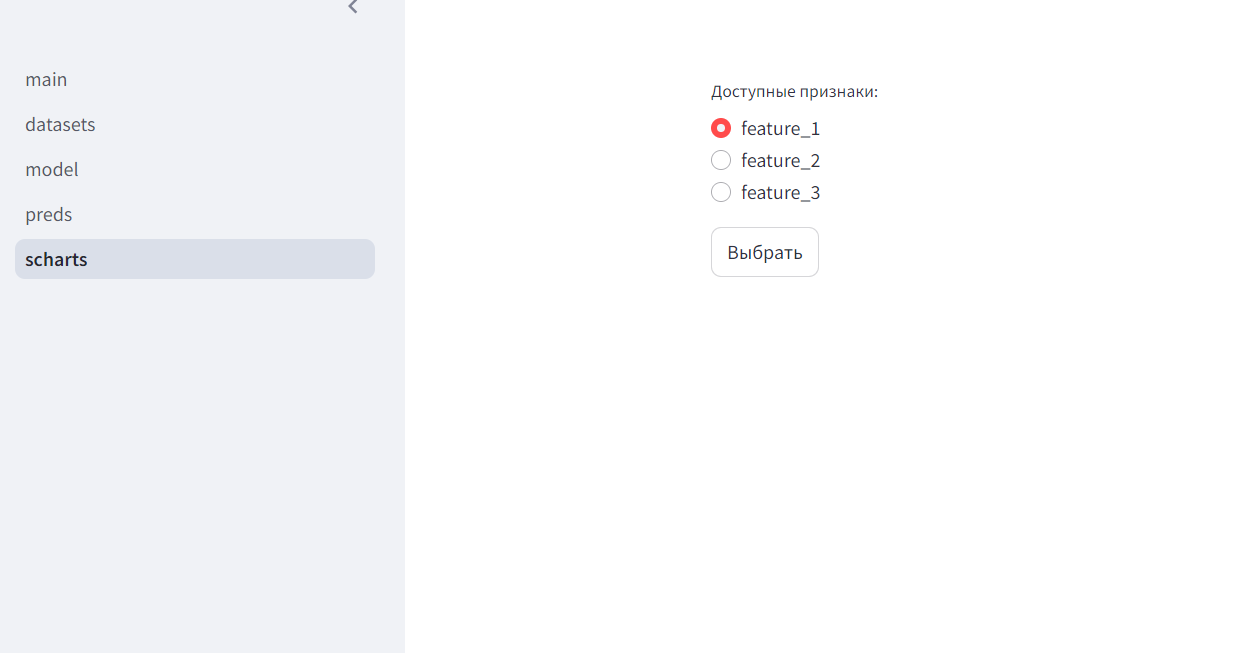 main
datasets
model
preds
scharts
Доступные признаки:
feature_1
feature_2
feature_3
Выбрать